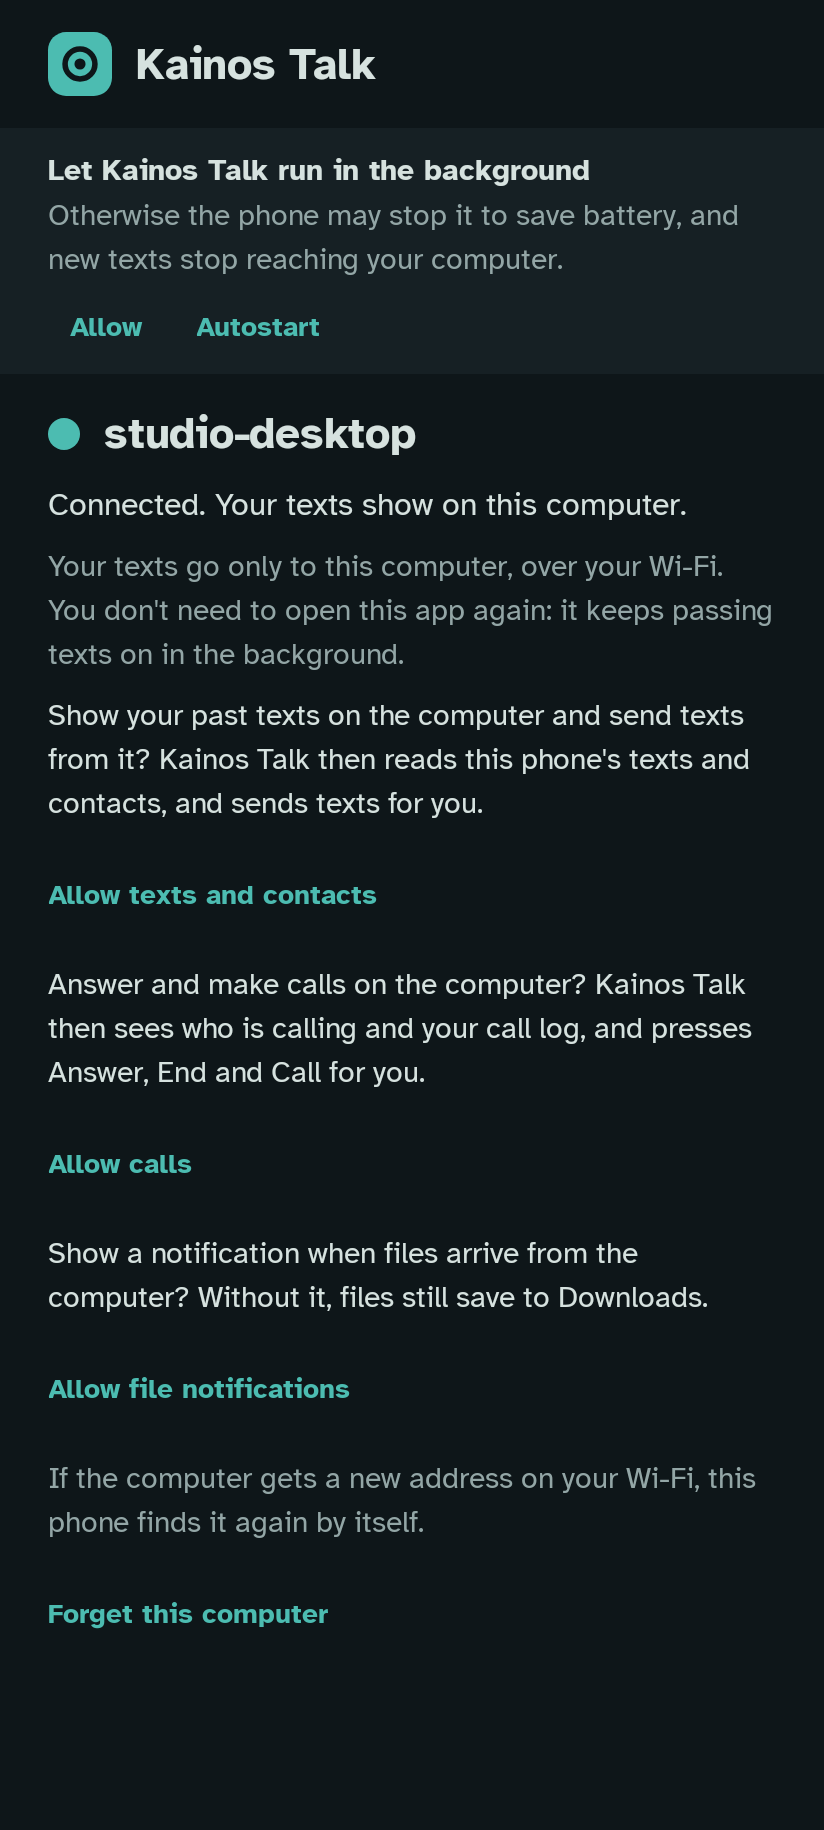 Kainos Talk
Let Kainos Talk run in the background
Otherwise the phone may stop it to save battery, and
new texts stop reaching your computer.
Allow Autostart
studio-desktop
Connected. Your texts show on this computer.
Your texts go only to this computer, over your Wi-Fi.
You don't need to open this app again: it keeps passing
texts on in the background.
Show your past texts on the computer and send texts
from it? Kainos Talk then reads this phone's texts and
contacts, and sends texts for you.
Allow texts and contacts
Answer and make calls on the computer? Kainos Talk
then sees who is calling and your call log, and presses
Answer, End and Call for you.
Allow calls
Show a notification when files arrive from the
computer? Without it, files still save to Downloads.
Allow file notifications
If the computer gets a new address on your Wi-Fi, this
phone finds it again by itself.
Forget this computer